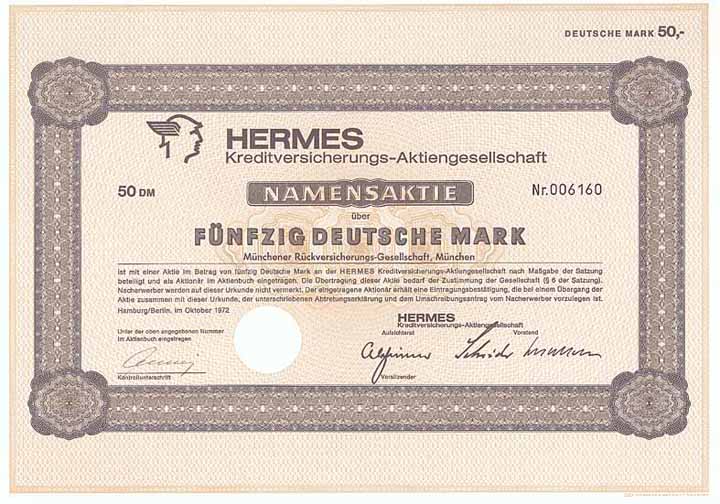 DEUTSCHE MARK 50,-
HERMES
Kreditversicherungs-Aktiengesellschaft
50 DM
NAMENSAKTIE
Nr. 006160
über
FÜNFZIG DEUTSCHE MARK
Münchener Rückversicherungs-Gesellschaft, München
ist mit einer Aktie im Betrag von fünfzig Deutsche Mark an der HERMES Kreditversicherungs-Aktiengesellschaft nach Maßgabe der Satzung
beteiligt und als Aktionär im Aktienbuch eingetragen. Die Übertragung dieser Aktie bedarf der Zustimmung der Gesellschaft (§ 6 der Satzung).
Nacherwerber werden auf dieser Urkunde nicht vermerkt. Der eingetragene Aktionär erhält eine Eintragungsbestätigung, die bei einem Übergang der
Aktie zusammen mit dieser Urkunde, der unterschriebenen Abtretungserklärung und dem Umschreibungsantrag vom Nacherwerber vorzulegen ist.
Hamburg/Berlin, im Oktober 1972
HERMES
Kreditversicherungs-Aktiengesellschaft
Unter der oben angegebenen Nummer
im Aktienbuch eingetragen
Aufsichtsrat
Vorstand
Kontrollunterschrift
Vorsitzender